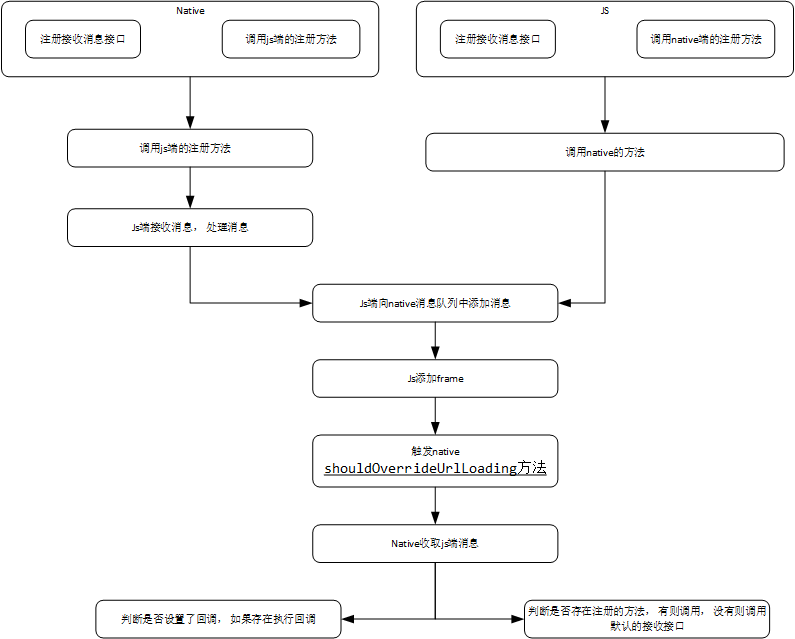 Native
JS
注册接收消息接口
调用js端的注册方法
注册接收消息接口
调用native端的注册方法
调用js端的注册方法
调用native的方法
Js端接收消息， 处理消息
Js端向native消息队列中添加消息
Js添加frame
触发native
shouldOverrideUrlLoading方法
Native收取js端消息
判断是否设置了回调， 如果存在执行回调
判断是否存在注册的方法， 有则调用， 没有则调用
默认的接收接口